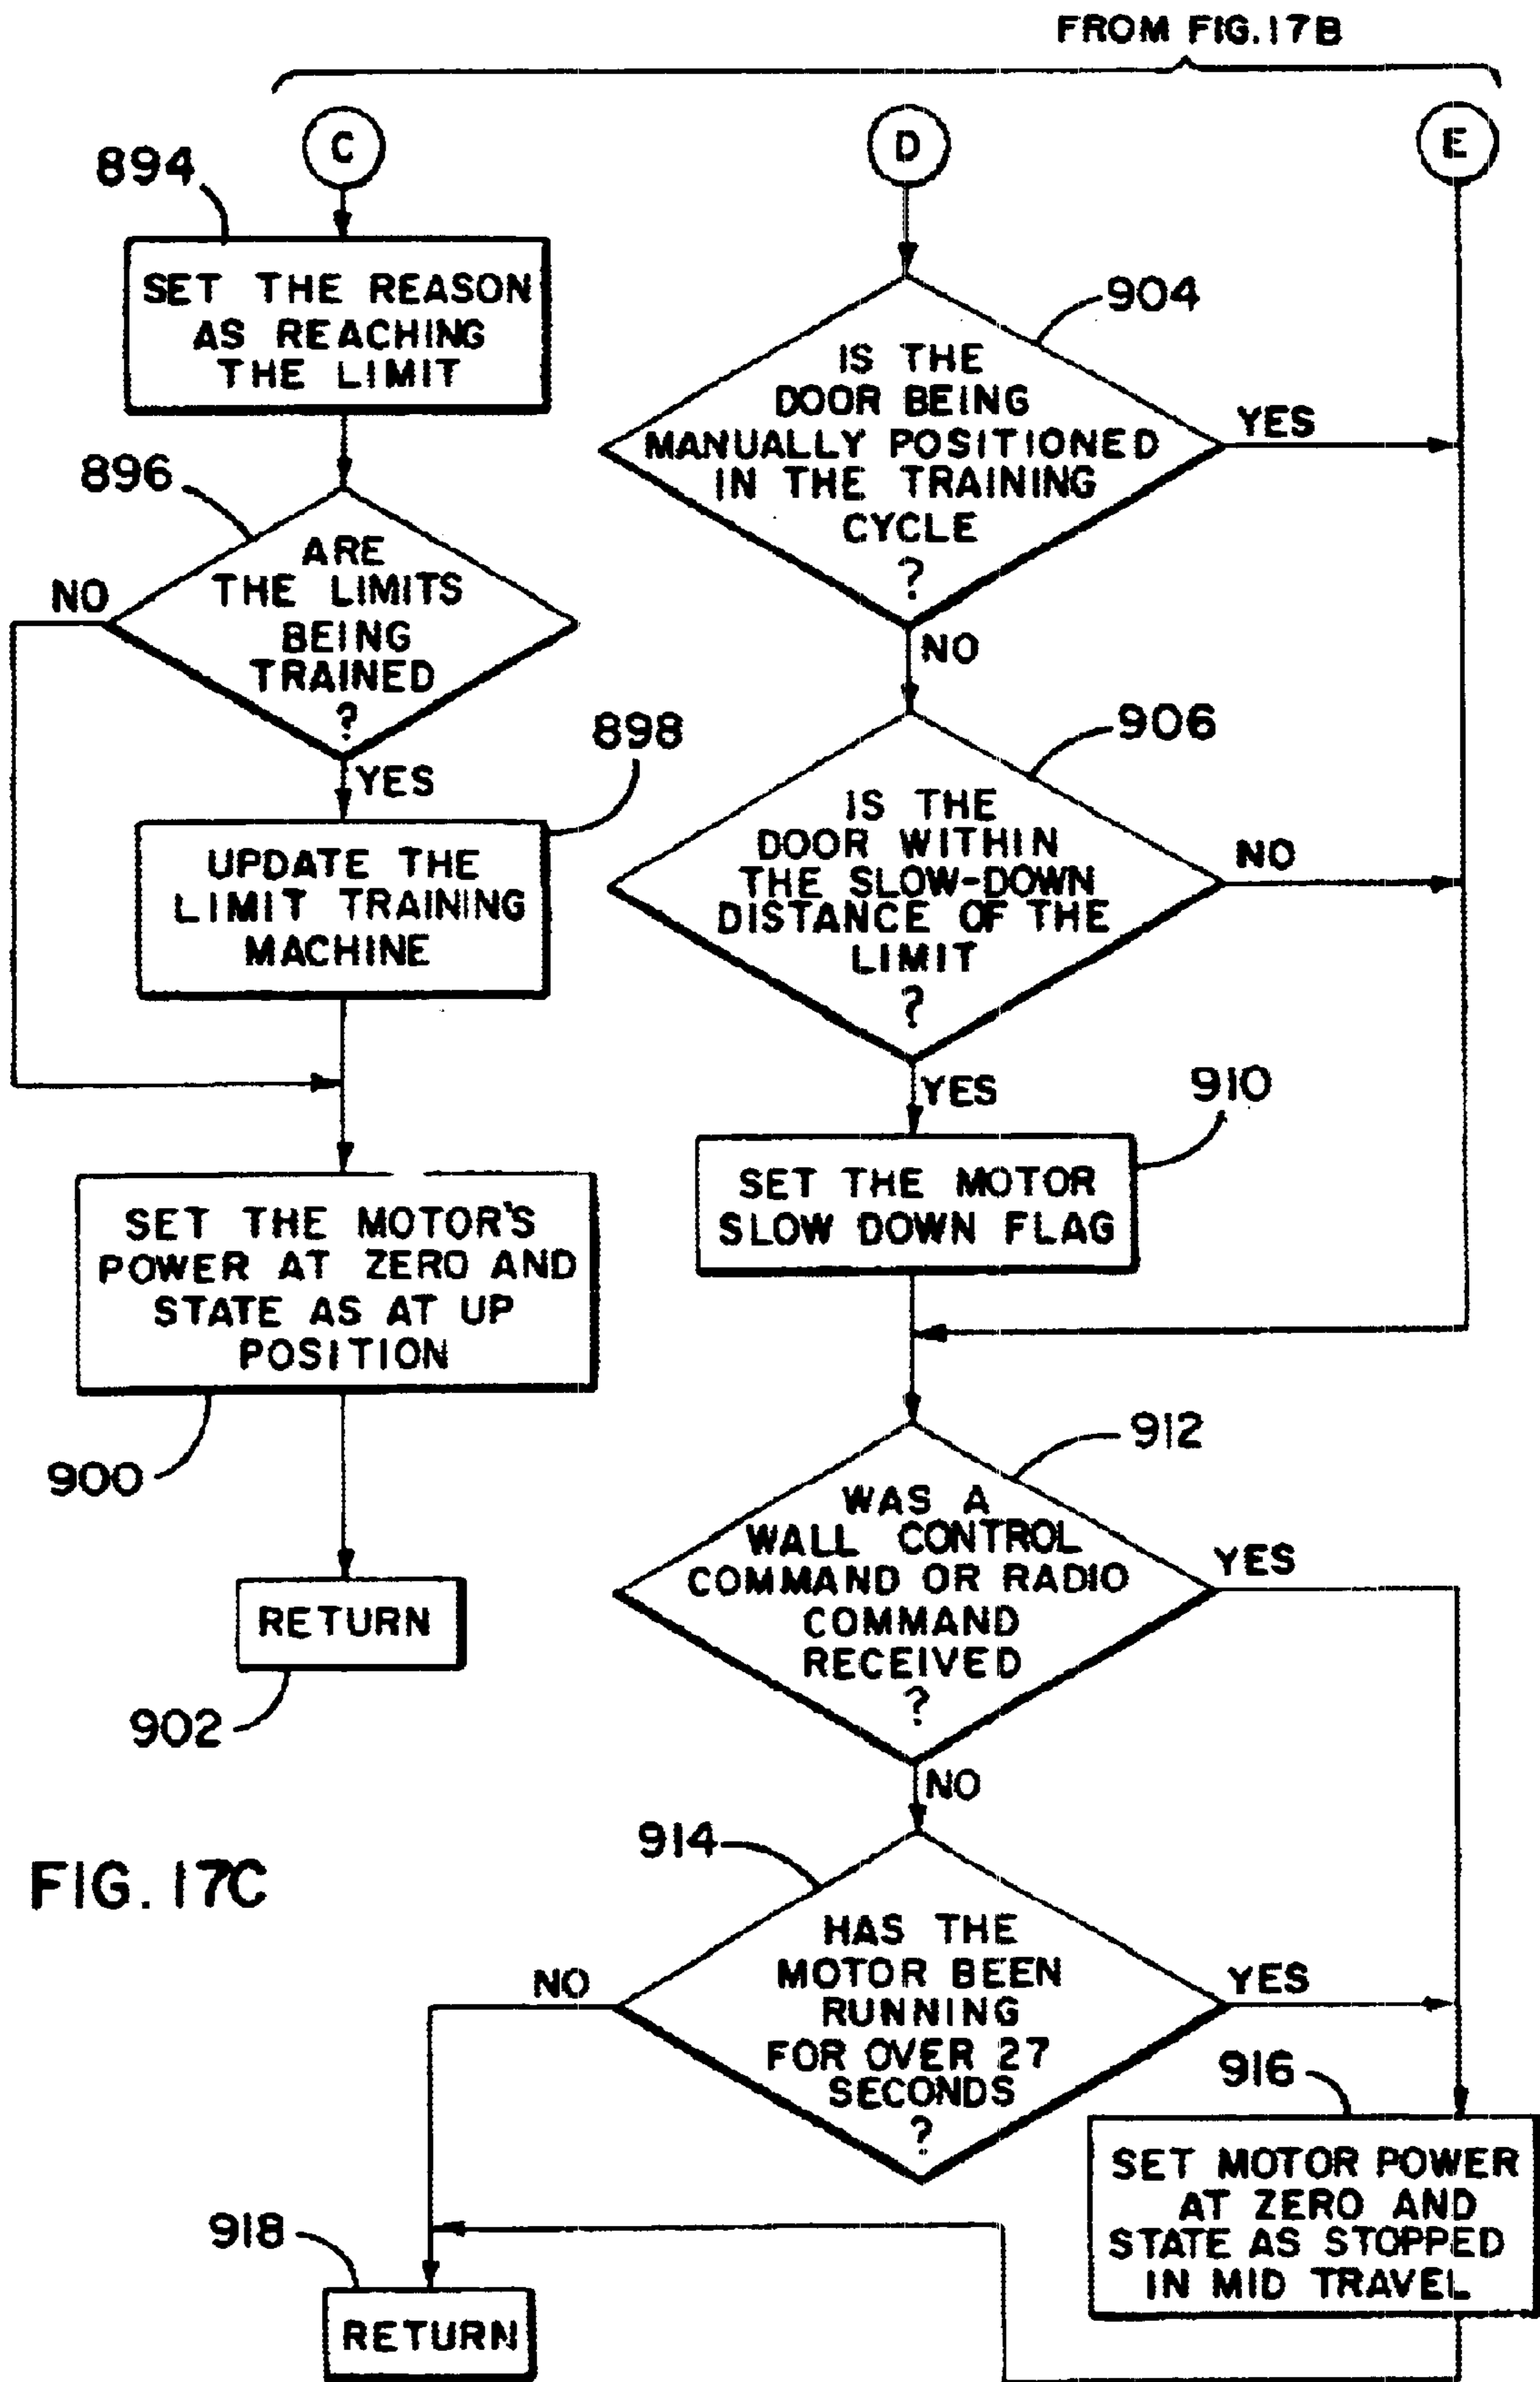 FROM FIG. 17B
C
D
E
894
SET THE REASON
AS REACHING
THE LIMIT
896
ARE
THE LIMITS
BEING
TRAINED
?
NO
YES
898
UPDATE THE
LIMIT TRAINING
MACHINE
SET THE MOTOR'S
POWER AT ZERO AND
STATE AS AT UP
POSITION
900
RETURN
902
904
IS THE
DOOR BEING
MANUALLY POSITIONED
IN THE TRAINING
CYCLE
?
YES
NO
906
IS THE
DOOR WITHIN
THE SLOW-DOWN
DISTANCE OF THE
LIMIT
?
NO
YES
910
SET THE MOTOR
SLOW DOWN FLAG
912
WAS A
WALL CONTROL
COMMAND OR RADIO
COMMAND
RECEIVED
?
YES
NO
914
HAS THE
MOTOR BEEN
RUNNING
FOR OVER 27
SECONDS
?
NO
YES
916
SET MOTOR POWER
AT ZERO AND
STATE AS STOPPED
IN MID TRAVEL
918
RETURN
FIG. 17C